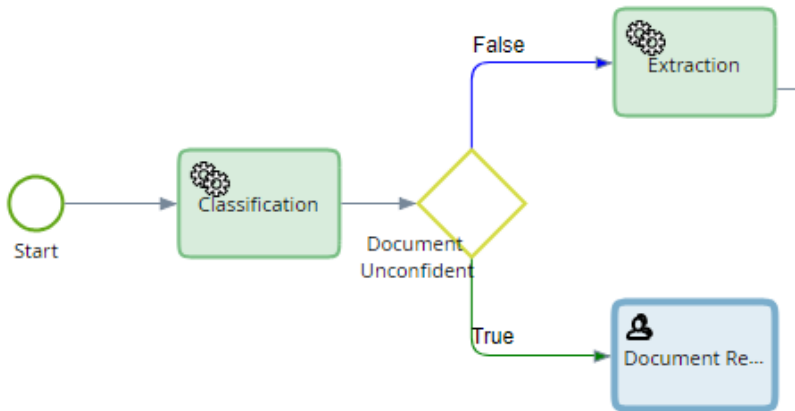 False
Extraction
Classification
Start
Document
Unconfident
True
Document Re...